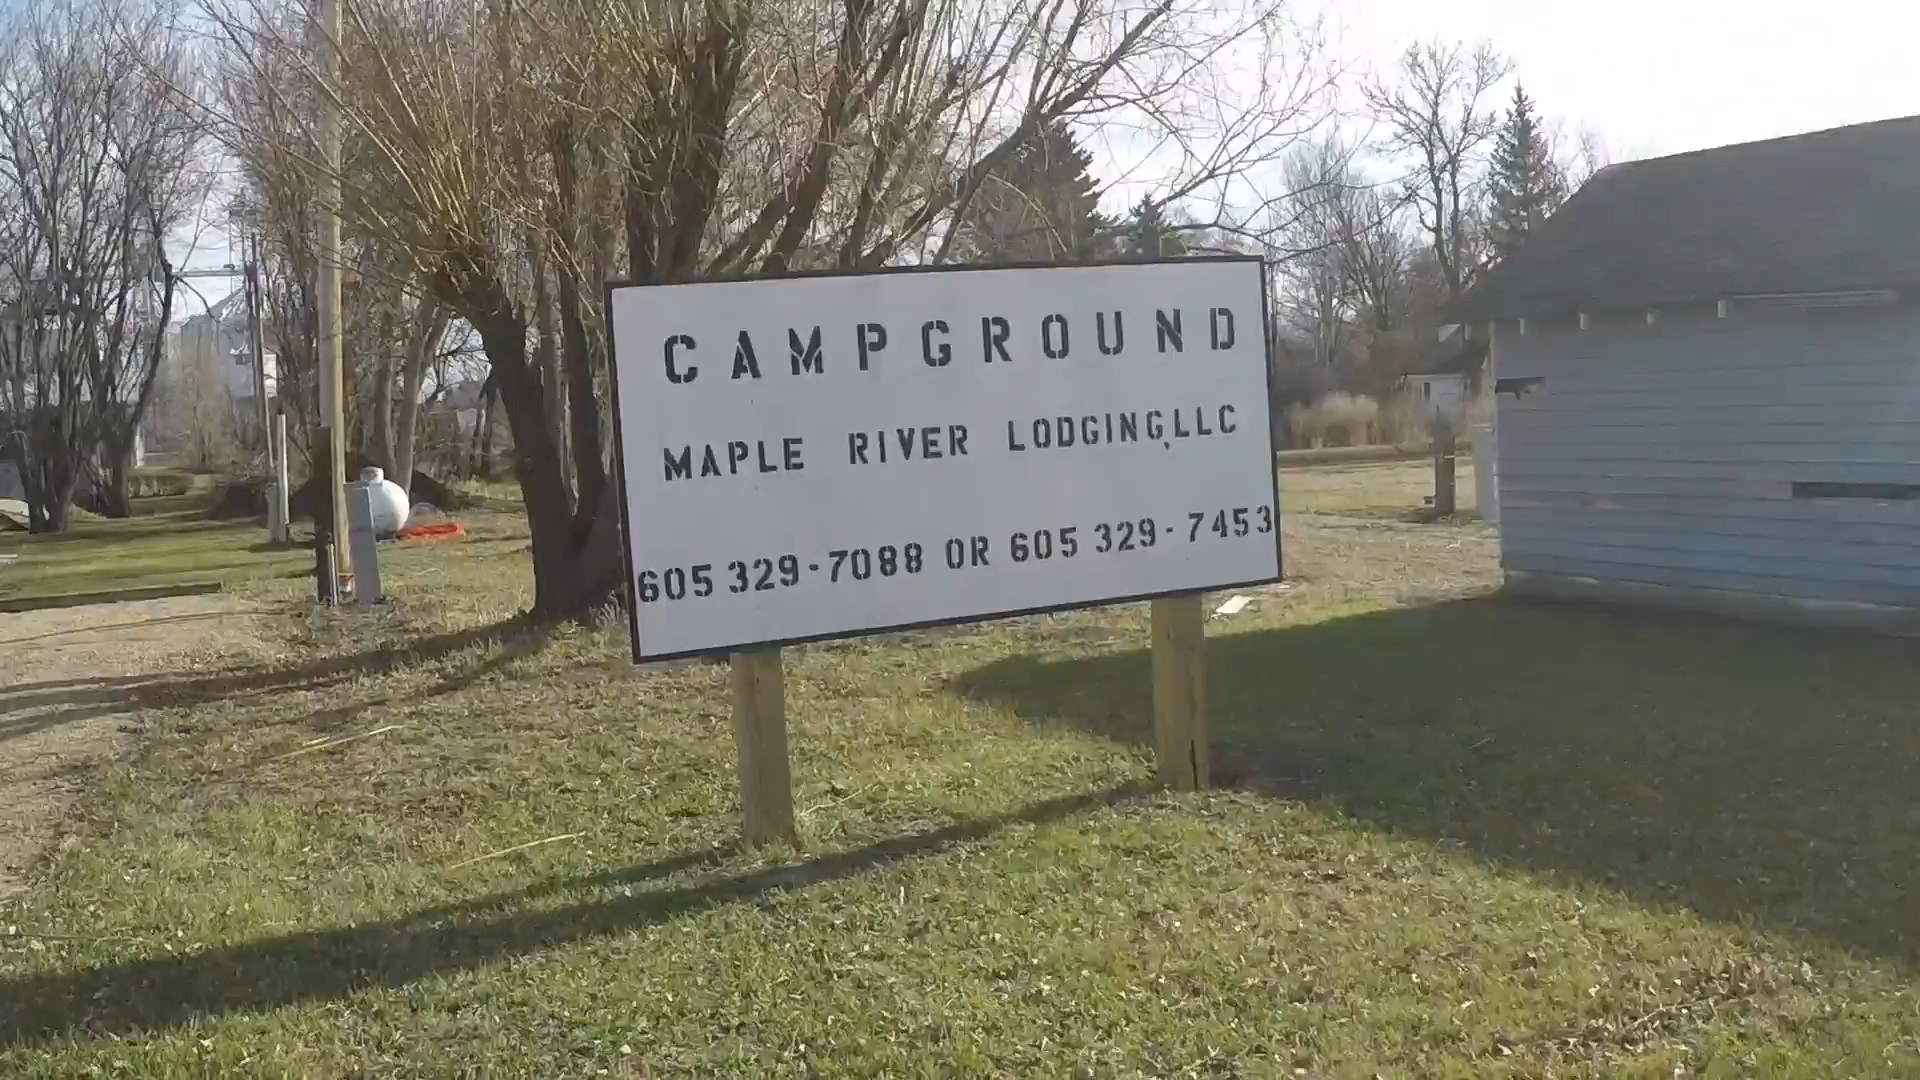 CAMPGROUND
MAPLE RIVER LODGING,LLC
605 329-7088 OR 605 329-7453